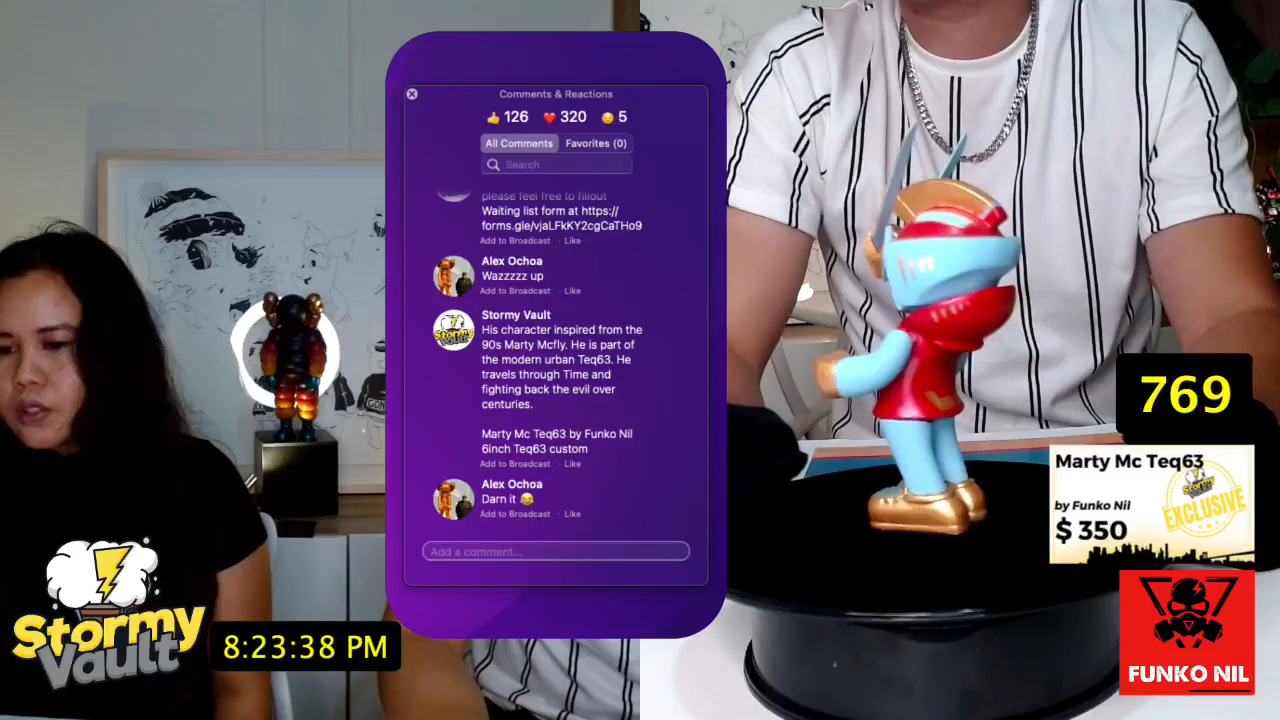 Comments & Reactions
126
320
5
All Comments
Favorites (0)
Search
please feel free to fillout
Waiting list form at https://
forms.gle/vjaLFkKY2cgCaTHo9
Add to Broadcast · Like
Alex Ochoa
Wazzzzz up
Add to Broadcast · Like
Stormy Vault
His character inspired from the
90s Marty Mcfly. He is part of
the modern urban Teq63. He
travels through Time and
fighting back the evil over
centuries.
Marty Mc Teq63 by Funko Nil
6inch Teq63 custom
Add to Broadcast · Like
Alex Ochoa
Darn it 😂
Add to Broadcast · Like
Add a comment...
769
Marty Mc Teq63
by Funko Nil
$ 350
Stormy
Vault
EXCLUSIVE
FUNKO NIL
Stormy
Vault
8:23:38 PM